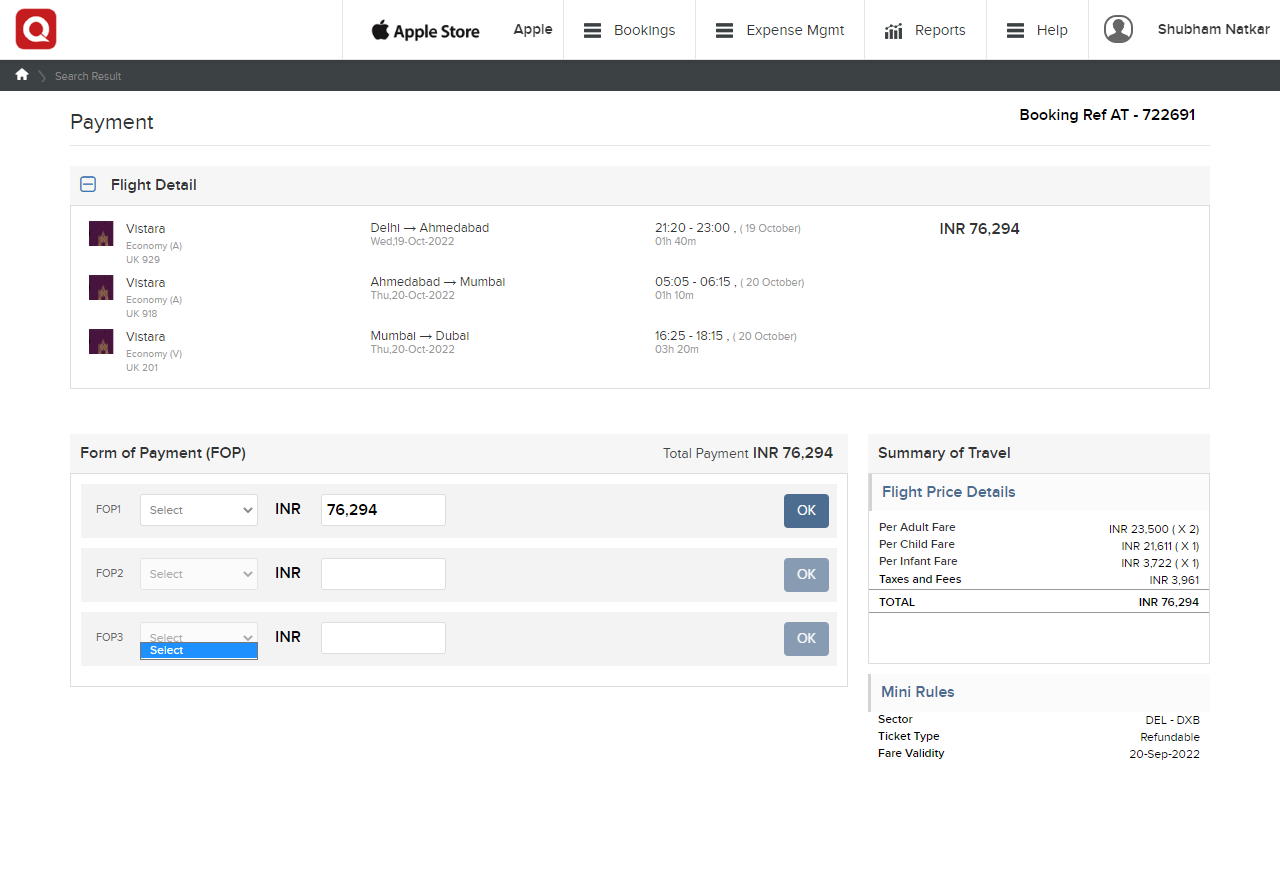 Q
Apple Store
Apple
Bookings
Expense Mgmt
Reports
Help
Shubham Natkar
Search Result
Payment
Booking Ref AT - 722691
Flight Detail
Vistara
Economy (A)
UK 929
Delhi → Ahmedabad
Wed,19-Oct-2022
21:20 - 23:00 , ( 19 October)
01h 40m
INR 76,294
Vistara
Economy (A)
UK 918
Ahmedabad → Mumbai
Thu,20-Oct-2022
05:05 - 06:15 , ( 20 October)
01h 10m
Vistara
Economy (V)
UK 201
Mumbai → Dubai
Thu,20-Oct-2022
16:25 - 18:15 , ( 20 October)
03h 20m
Form of Payment (FOP)
Total Payment INR 76,294
FOP1 Select INR 76,294 OK
FOP2 Select INR OK
FOP3 Select INR OK
Select
Summary of Travel
Flight Price Details
Per Adult Fare INR 23,500 ( X 2)
Per Child Fare INR 21,611 ( X 1)
Per Infant Fare INR 3,722 ( X 1)
Taxes and Fees INR 3,961
TOTAL INR 76,294
Mini Rules
Sector DEL - DXB
Ticket Type Refundable
Fare Validity 20-Sep-2022